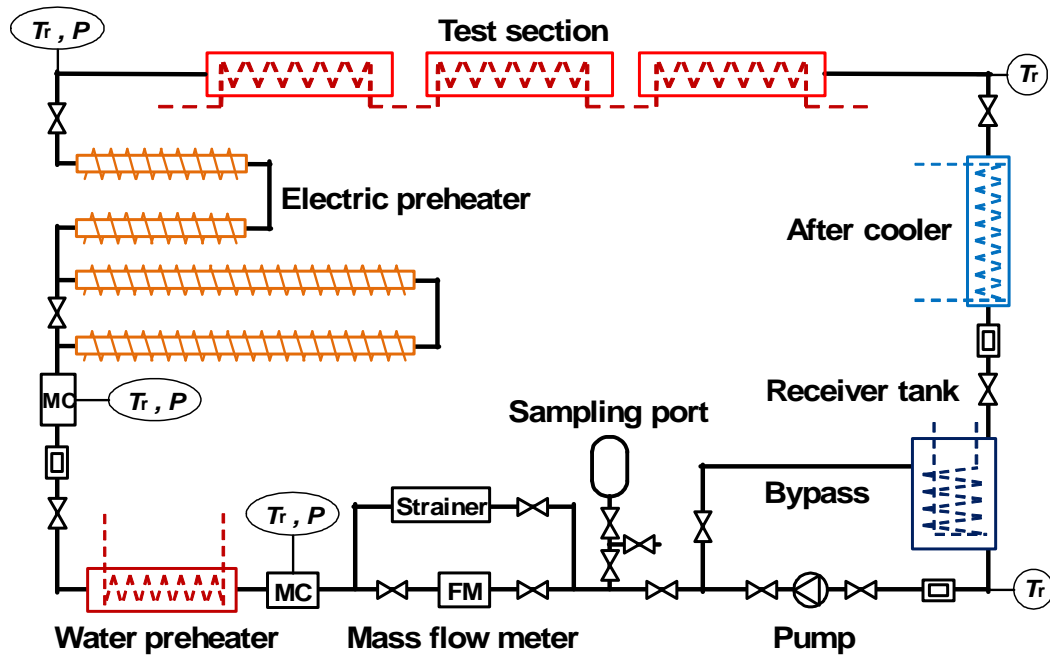 Tr , P
Test section
Tr
Electric preheater
After cooler
MC
Tr , P
Receiver tank
Sampling port
Bypass
Strainer
Tr , P
MC
FM
Tr
Water preheater
Mass flow meter
Pump